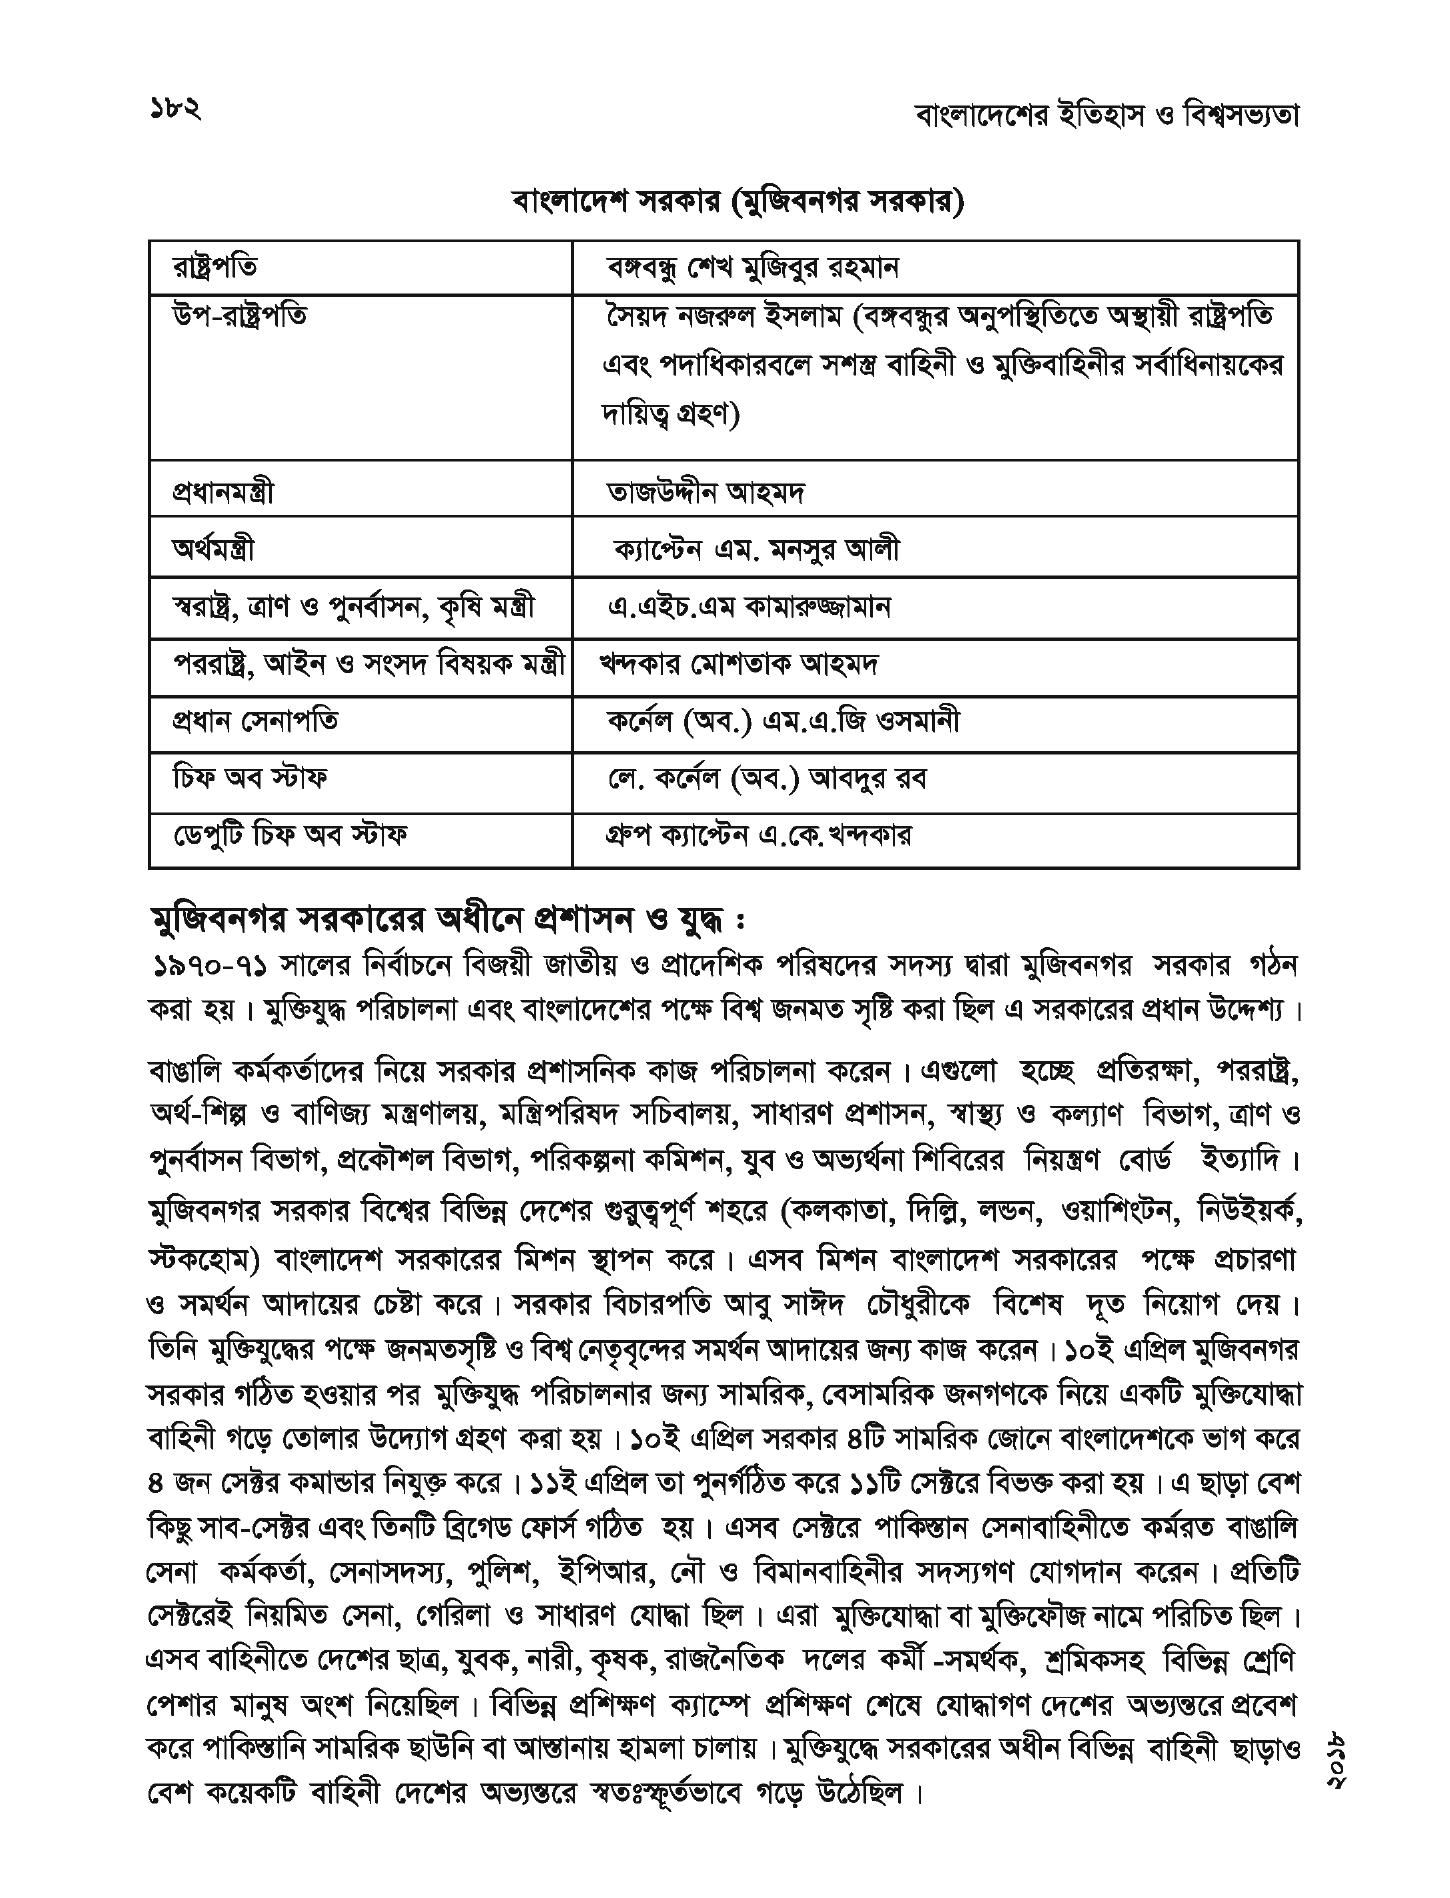 ১৮২
বাংলাদেশের ইতিহাস ও বিশ্বসভ্যতা
বাংলাদেশ সরকার (মুজিবনগর সরকার)
রাষ্ট্রপতি বঙ্গবন্ধু শেখ মুজিবুর রহমান
উপ-রাষ্ট্রপতি সৈয়দ নজরুল ইসলাম (বঙ্গবন্ধুর অনুপস্থিতিতে অস্থায়ী রাষ্ট্রপতি
এবং পদাধিকারবলে সশস্ত্র বাহিনী ও মুক্তিবাহিনীর সর্বাধিনায়কের
দায়িত্ব গ্রহণ)
প্রধানমন্ত্রী তাজউদ্দীন আহমদ
অর্থমন্ত্রী ক্যাপ্টেন এম. মনসুর আলী
স্বরাষ্ট্র, ত্রাণ ও পুনর্বাসন, কৃষি মন্ত্রী এ.এইচ.এম কামারুজ্জামান
পররাষ্ট্র, আইন ও সংসদ বিষয়ক মন্ত্রী খন্দকার মোশতাক আহমদ
প্রধান সেনাপতি কর্নেল (অব.) এম.এ.জি ওসমানী
চিফ অব স্টাফ লে. কর্নেল (অব.) আবদুর রব
ডেপুটি চিফ অব স্টাফ গ্রুপ ক্যাপ্টেন এ.কে.খন্দকার
মুজিবনগর সরকারের অধীনে প্রশাসন ও যুদ্ধ :
১৯৭০-৭১ সালের নির্বাচনে বিজয়ী জাতীয় ও প্রাদেশিক পরিষদের সদস্য দ্বারা মুজিবনগর সরকার গঠন
করা হয় । মুক্তিযুদ্ধ পরিচালনা এবং বাংলাদেশের পক্ষে বিশ্ব জনমত সৃষ্টি করা ছিল এ সরকারের প্রধান উদ্দেশ্য ।
বাঙালি কর্মকর্তাদের নিয়ে সরকার প্রশাসনিক কাজ পরিচালনা করেন । এগুলো হচ্ছে প্রতিরক্ষা, পররাষ্ট্র,
অর্থ-শিল্প ও বাণিজ্য মন্ত্রণালয়, মন্ত্রিপরিষদ সচিবালয়, সাধারণ প্রশাসন, স্বাস্থ্য ও কল্যাণ বিভাগ, ত্রাণ ও
পুনর্বাসন বিভাগ, প্রকৌশল বিভাগ, পরিকল্পনা কমিশন, যুব ও অভ্যর্থনা শিবিরের নিয়ন্ত্রণ বোর্ড ইত্যাদি ।
মুজিবনগর সরকার বিশ্বের বিভিন্ন দেশের গুরুত্বপূর্ণ শহরে (কলকাতা, দিল্লি, লন্ডন, ওয়াশিংটন, নিউইয়র্ক,
স্টকহোম) বাংলাদেশ সরকারের মিশন স্থাপন করে । এসব মিশন বাংলাদেশ সরকারের পক্ষে প্রচারণা
ও সমর্থন আদায়ের চেষ্টা করে । সরকার বিচারপতি আবু সাঈদ চৌধুরীকে বিশেষ দূত নিয়োগ দেয় ।
তিনি মুক্তিযুদ্ধের পক্ষে জনমতসৃষ্টি ও বিশ্ব নেতৃবৃন্দের সমর্থন আদায়ের জন্য কাজ করেন । ১০ই এপ্রিল মুজিবনগর
সরকার গঠিত হওয়ার পর মুক্তিযুদ্ধ পরিচালনার জন্য সামরিক, বেসামরিক জনগণকে নিয়ে একটি মুক্তিযোদ্ধা
বাহিনী গড়ে তোলার উদ্যোগ গ্রহণ করা হয় । ১০ই এপ্রিল সরকার ৪টি সামরিক জোনে বাংলাদেশকে ভাগ করে
৪ জন সেক্টর কমান্ডার নিযুক্ত করে । ১১ই এপ্রিল তা পুনর্গঠিত করে ১১টি সেক্টরে বিভক্ত করা হয় । এ ছাড়া বেশ
কিছু সাব-সেক্টর এবং তিনটি ব্রিগেড ফোর্স গঠিত হয় । এসব সেক্টরে পাকিস্তান সেনাবাহিনীতে কর্মরত বাঙালি
সেনা কর্মকর্তা, সেনাসদস্য, পুলিশ, ইপিআর, নৌ ও বিমানবাহিনীর সদস্যগণ যোগদান করেন । প্রতিটি
সেক্টরেই নিয়মিত সেনা, গেরিলা ও সাধারণ যোদ্ধা ছিল । এরা মুক্তিযোদ্ধা বা মুক্তিফৌজ নামে পরিচিত ছিল ।
এসব বাহিনীতে দেশের ছাত্র, যুবক, নারী, কৃষক, রাজনৈতিক দলের কর্মী -সমর্থক, শ্রমিকসহ বিভিন্ন শ্রেণি
পেশার মানুষ অংশ নিয়েছিল । বিভিন্ন প্রশিক্ষণ ক্যাম্পে প্রশিক্ষণ শেষে যোদ্ধাগণ দেশের অভ্যন্তরে প্রবেশ
করে পাকিস্তানি সামরিক ছাউনি বা আস্তানায় হামলা চালায় । মুক্তিযুদ্ধে সরকারের অধীন বিভিন্ন বাহিনী ছাড়াও
বেশ কয়েকটি বাহিনী দেশের অভ্যন্তরে স্বতঃস্ফূর্তভাবে গড়ে উঠেছিল ।
২০১৮